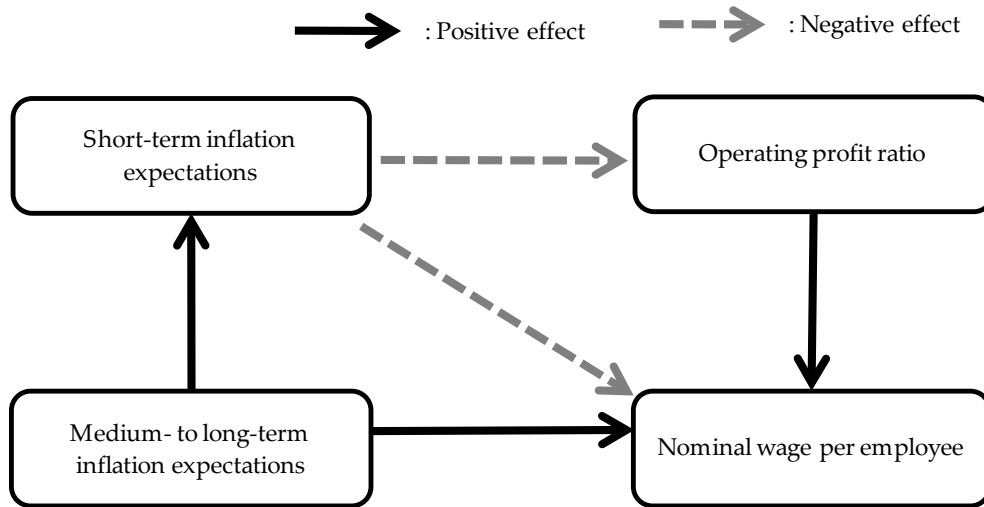 : Positive effect
: Negative effect
Short-term inflation
expectations
Operating profit ratio
Medium- to long-term
inflation expectations
Nominal wage per employee